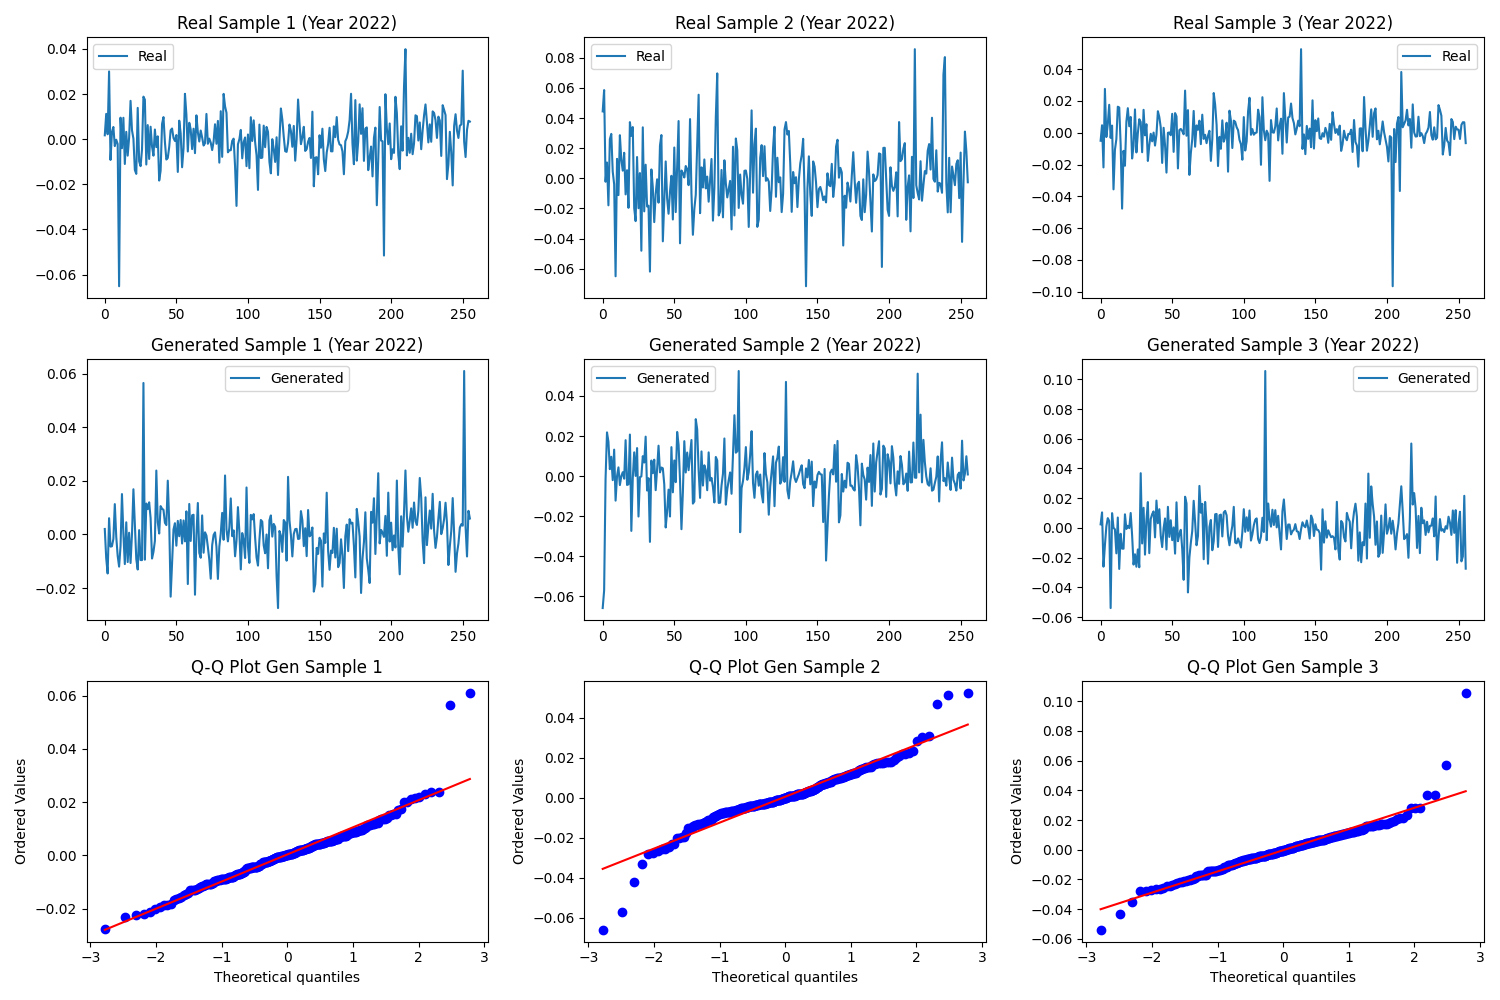 Real Sample 1 (Year 2022)
Real
0.04
0.02
0.00
−0.02
−0.04
−0.06
0 50 100 150 200 250
Real Sample 2 (Year 2022)
Real
0.08
0.06
0.04
0.02
0.00
−0.02
−0.04
−0.06
0 50 100 150 200 250
Real Sample 3 (Year 2022)
Real
0.04
0.02
0.00
−0.02
−0.04
−0.06
−0.08
−0.10
0 50 100 150 200 250
Generated Sample 1 (Year 2022)
Generated
0.06
0.04
0.02
0.00
−0.02
0 50 100 150 200 250
Generated Sample 2 (Year 2022)
Generated
0.04
0.02
0.00
−0.02
−0.04
−0.06
0 50 100 150 200 250
Generated Sample 3 (Year 2022)
Generated
0.10
0.08
0.06
0.04
0.02
0.00
−0.02
−0.04
−0.06
0 50 100 150 200 250
Q-Q Plot Gen Sample 1
Ordered Values
0.06
0.04
0.02
0.00
−0.02
−3 −2 −1 0 1 2 3
Theoretical quantiles
Q-Q Plot Gen Sample 2
Ordered Values
0.04
0.02
0.00
−0.02
−0.04
−0.06
−3 −2 −1 0 1 2 3
Theoretical quantiles
Q-Q Plot Gen Sample 3
Ordered Values
0.10
0.08
0.06
0.04
0.02
0.00
−0.02
−0.04
−0.06
−3 −2 −1 0 1 2 3
Theoretical quantiles